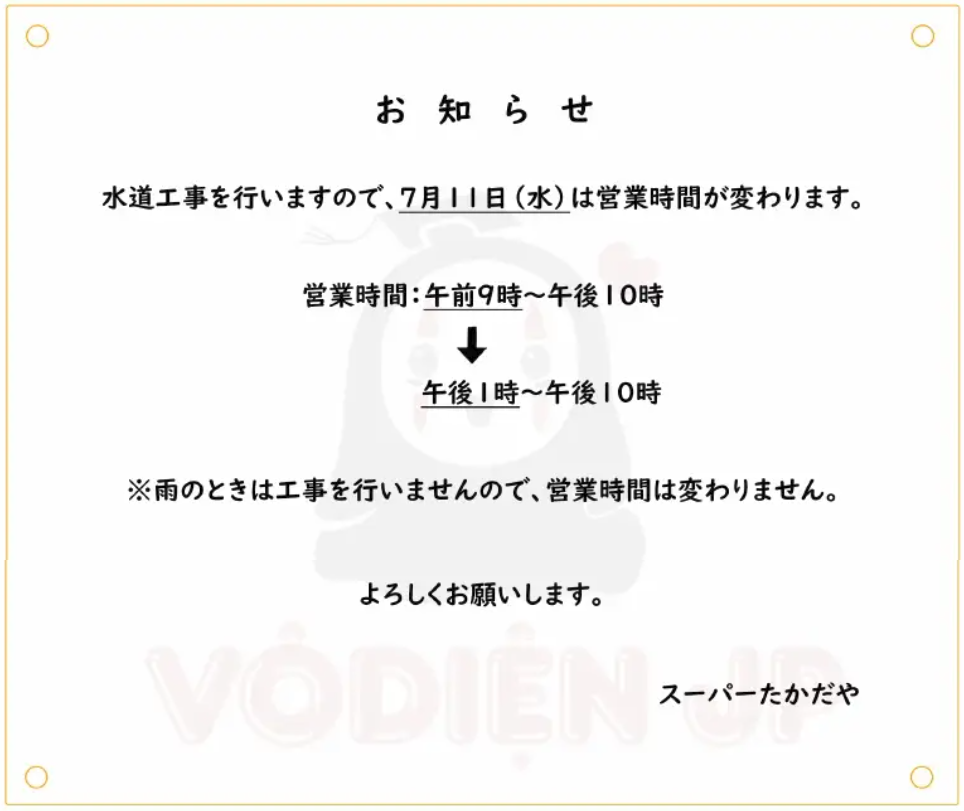 お知らせ
水道工事を行いますので、7月11日（水）は営業時間が変わります。
営業時間：午前9時～午後10時
↓
午後1時～午後10時
※雨のときは工事を行いませんので、営業時間は変わりません。
よろしくお願いします。
スーパーたかだや
VODIEN JP